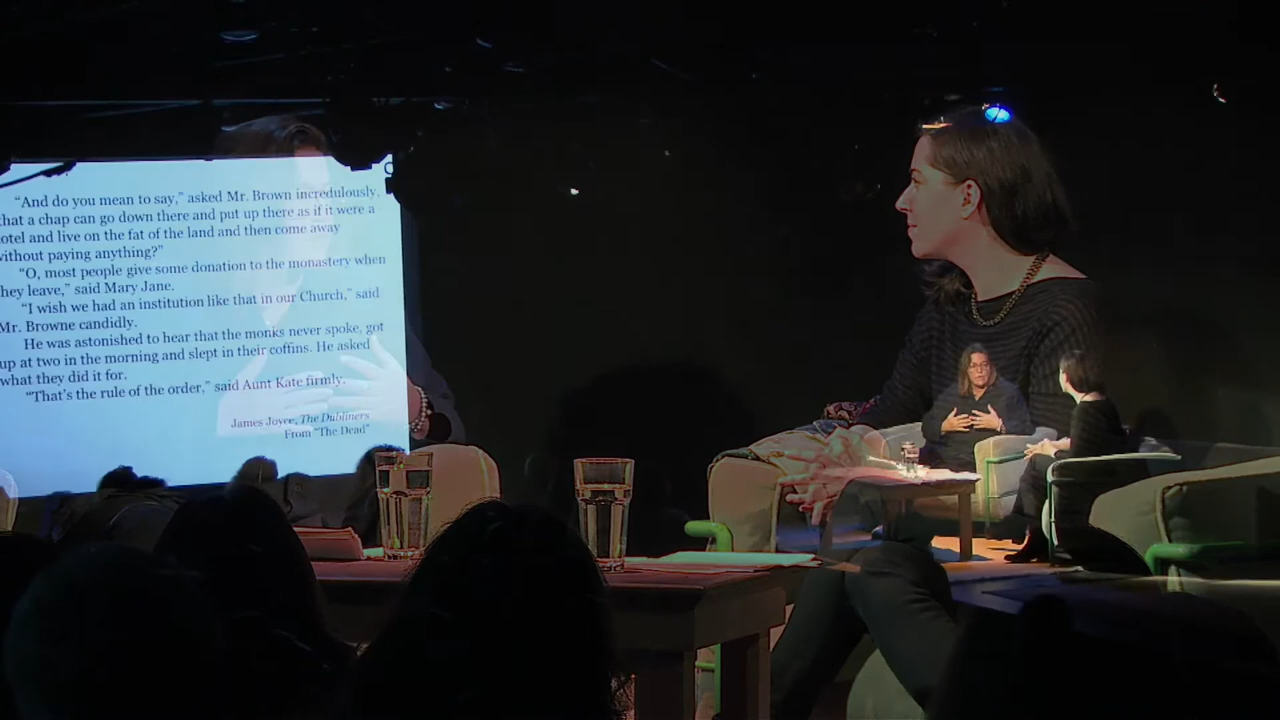 “And do you mean to say,” asked Mr. Brown incredulously,
that a chap can go down there and put up there as if it were a
otel and live on the fat of the land and then come away
vithout paying anything?”
“O, most people give some donation to the monastery when
hey leave,” said Mary Jane.
“I wish we had an institution like that in our Church,” said
Mr. Browne candidly.
He was astonished to hear that the monks never spoke, got
up at two in the morning and slept in their coffins. He asked
what they did it for.
“That’s the rule of the order,” said Aunt Kate firmly.
James Joyce, The Dubliners
From “The Dead”